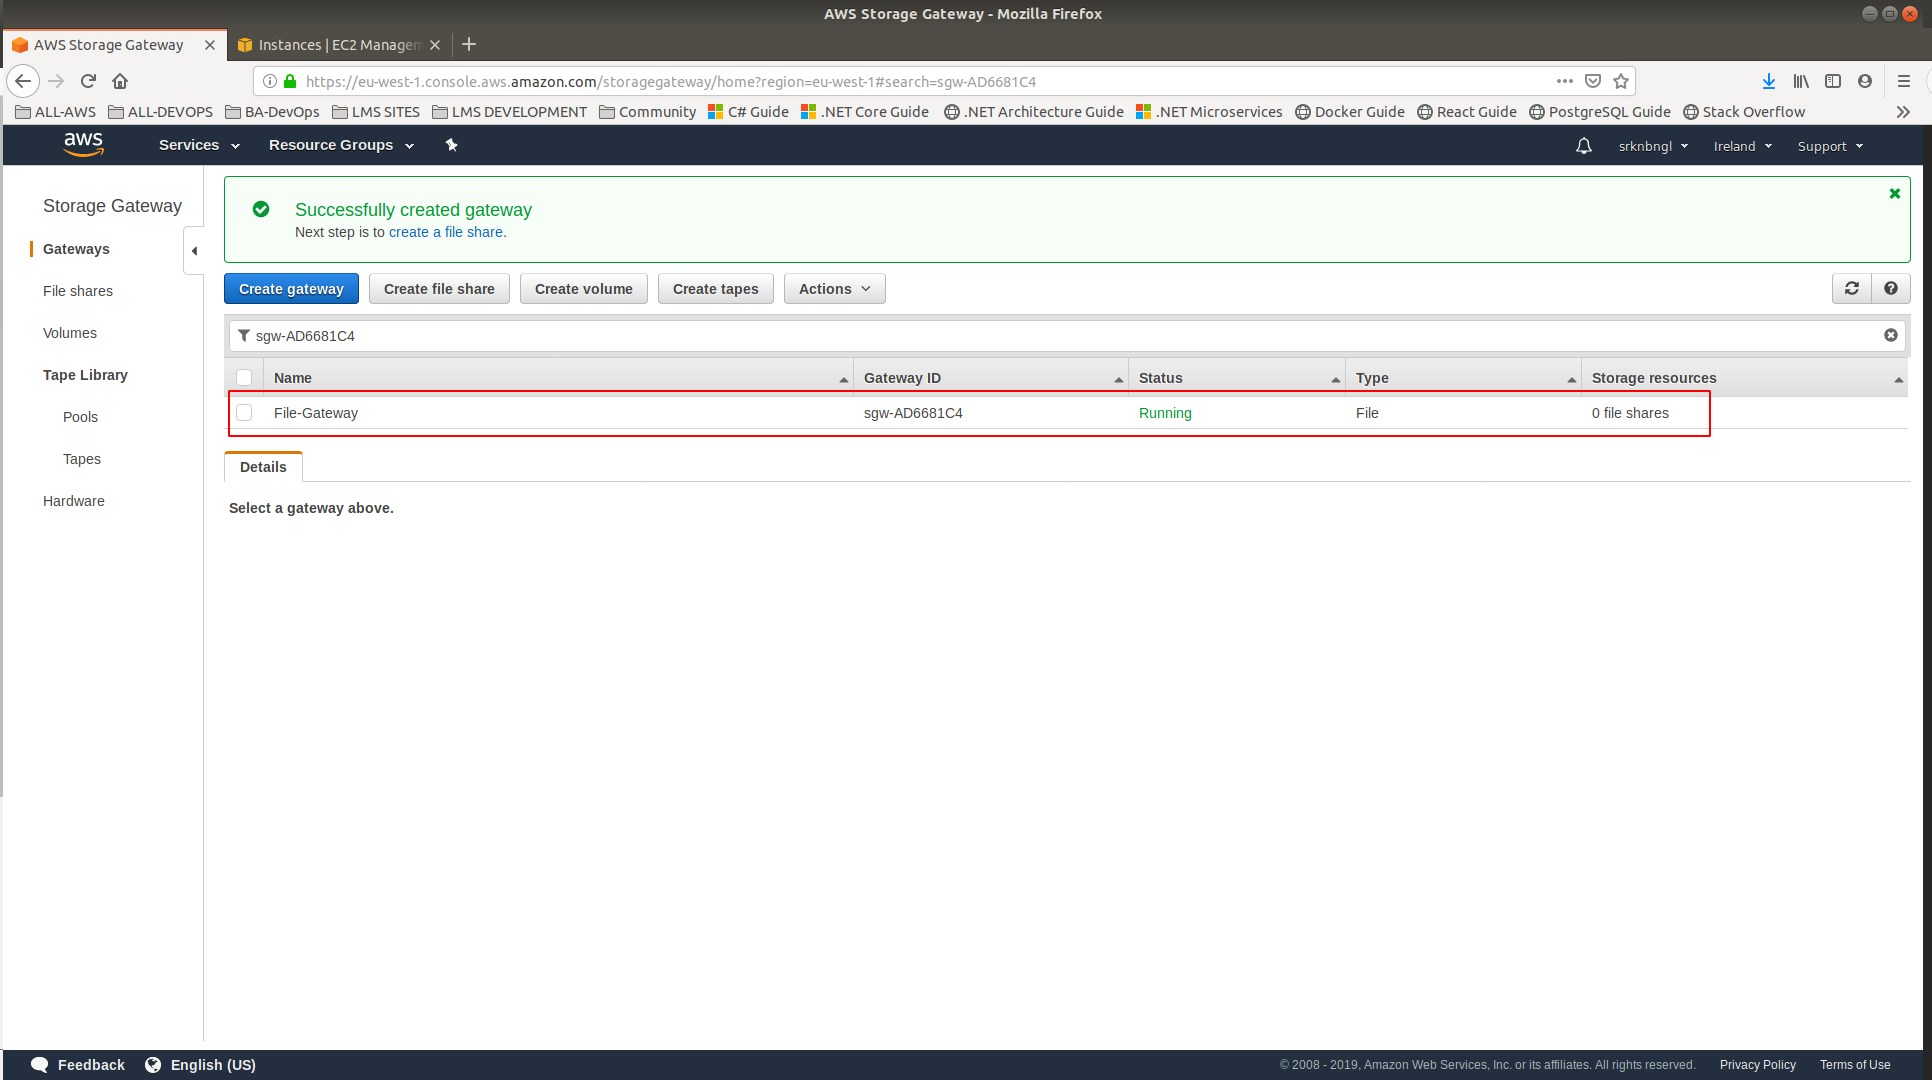 AWS Storage Gateway - Mozilla Firefox
AWS Storage Gateway
Instances | EC2 Managem
https://eu-west-1.console.aws.amazon.com/storagegateway/home?region=eu-west-1#search=sgw-AD6681C4
ALL-AWS ALL-DEVOPS BA-DevOps LMS SITES LMS DEVELOPMENT Community C# Guide .NET Core Guide .NET Architecture Guide .NET Microservices Docker Guide React Guide PostgreSQL Guide Stack Overflow
aws Services Resource Groups srknbngl Ireland Support
Storage Gateway
Gateways
File shares
Volumes
Tape Library
Pools
Tapes
Hardware
Successfully created gateway
Next step is to create a file share.
Create gateway Create file share Create volume Create tapes Actions
sgw-AD6681C4
Name Gateway ID Status Type Storage resources
File-Gateway sgw-AD6681C4 Running File 0 file shares
Details
Select a gateway above.
Feedback English (US) © 2008 - 2019, Amazon Web Services, Inc. or its affiliates. All rights reserved. Privacy Policy Terms of Use